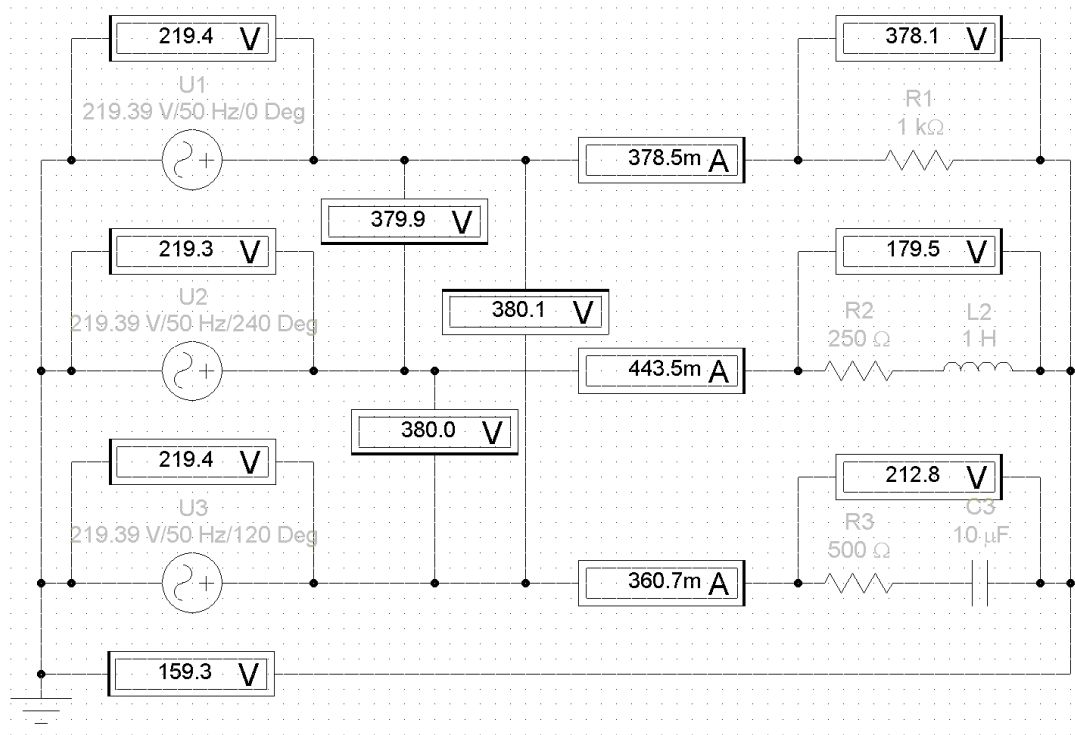 219.4 V
378.1 V
U1
219.39 V/50 Hz/0 Deg
R1
1 kΩ
378.5m A
379.9 V
219.3 V
179.5 V
U2
219.39 V/50 Hz/240 Deg
380.1 V
R2
250 Ω
L2
1 H
443.5m A
380.0 V
219.4 V
212.8 V
U3
219.39 V/50 Hz/120 Deg
R3
500 Ω
C3
10 µF
360.7m A
159.3 V